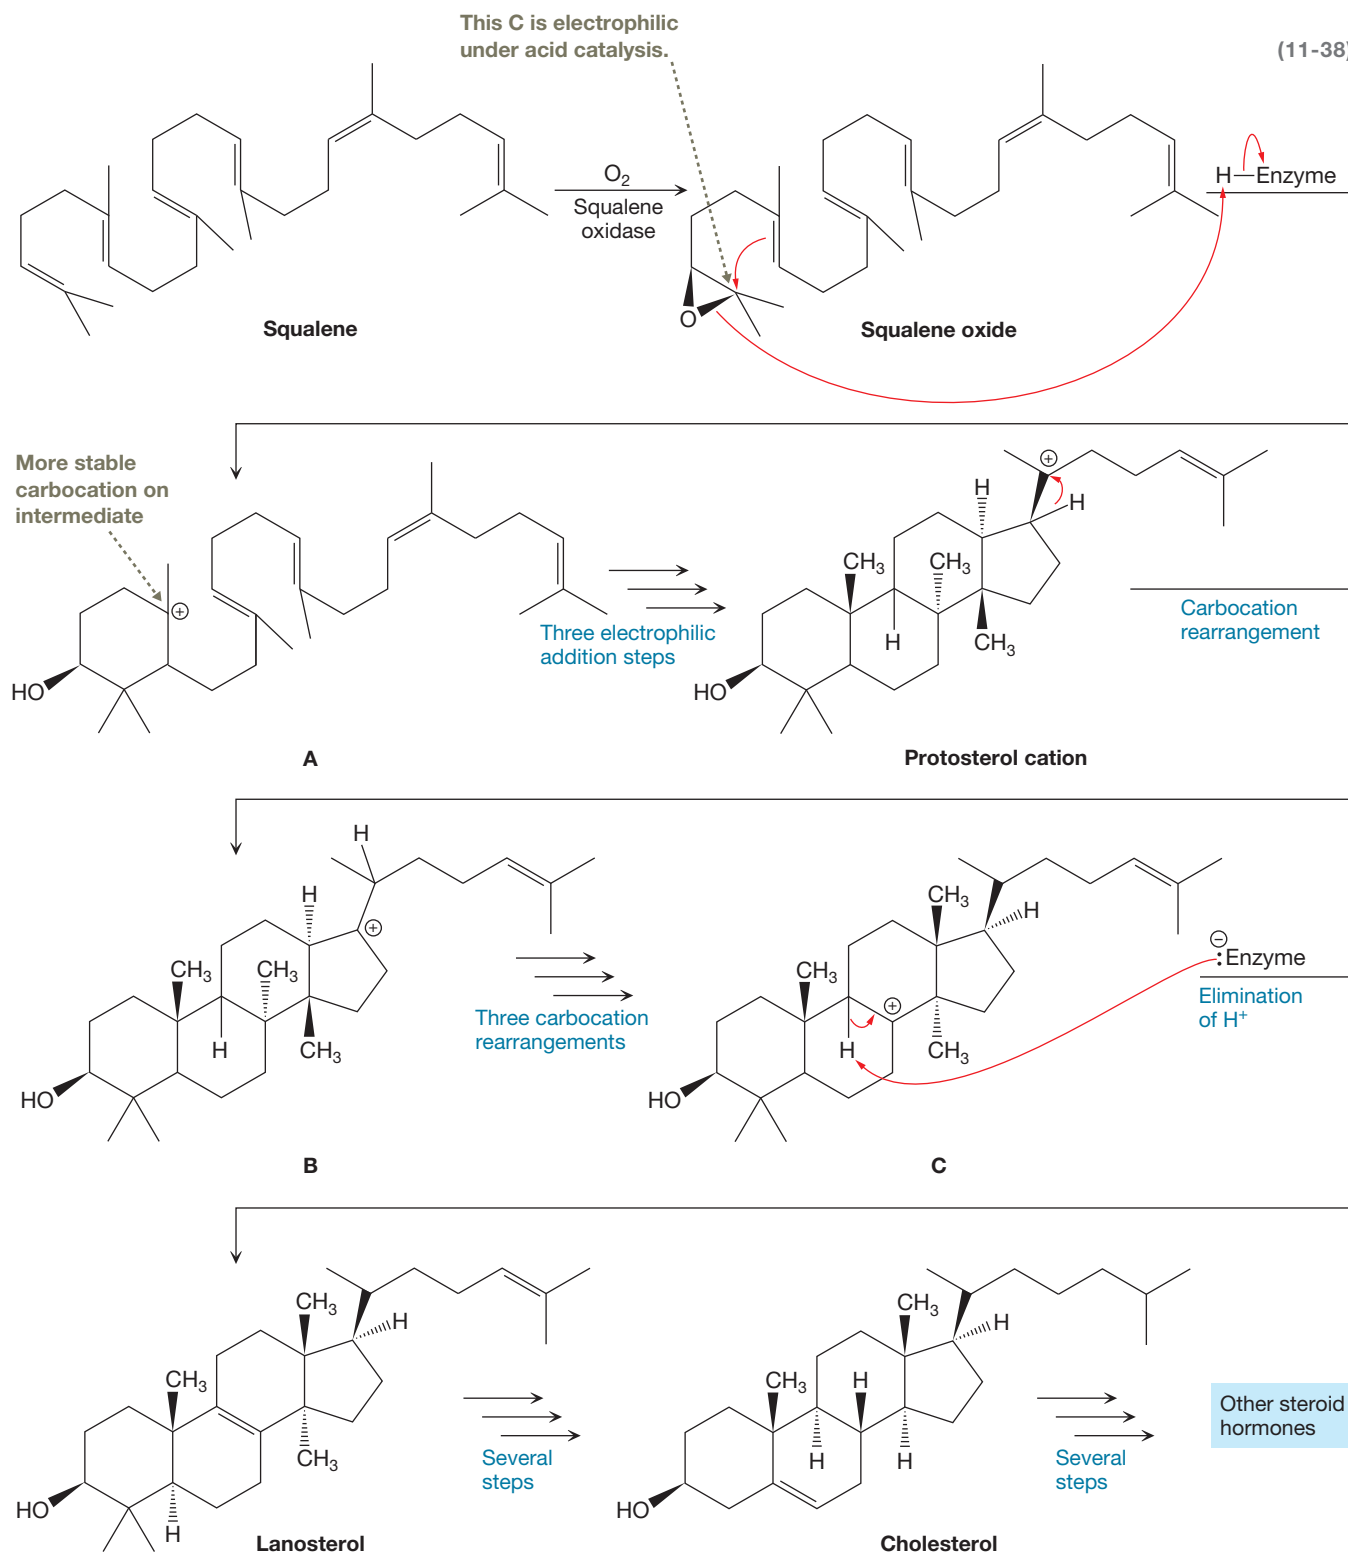 This C is electrophilic
under acid catalysis.
(11-38)
O2
Squalene
oxidase
H—Enzyme
O
O
Squalene
Squalene oxide
More stable
carbocation on
intermediate
+
HO
Three electrophilic
addition steps
A
+
H
H
CH3
CH3
H
CH3
HO
Carbocation
rearrangement
Protosterol cation
H
H
+
CH3
CH3
H
CH3
HO
Three carbocation
rearrangements
B
CH3
H
CH3
+
H
CH3
HO
−
:Enzyme
Elimination
of H+
C
CH3
H
CH3
CH3
HO
H
Several
steps
Lanosterol
CH3
H
CH3
H
H
H
HO
Several
steps
Cholesterol
Other steroid
hormones